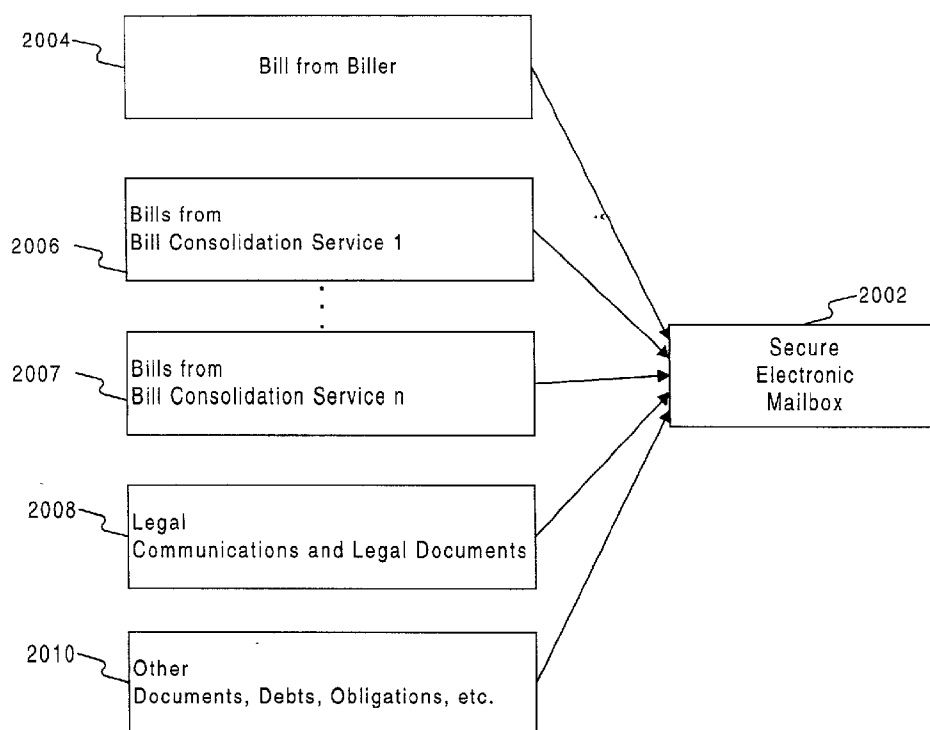 2004
Bill from Biller
Bills from
Bill Consolidation Service 1
2006
2002
Secure
Electronic
Mailbox
Bills from
Bill Consolidation Service n
2007
2008
Legal
Communications and Legal Documents
2010
Other
Documents, Debts, Obligations, etc.